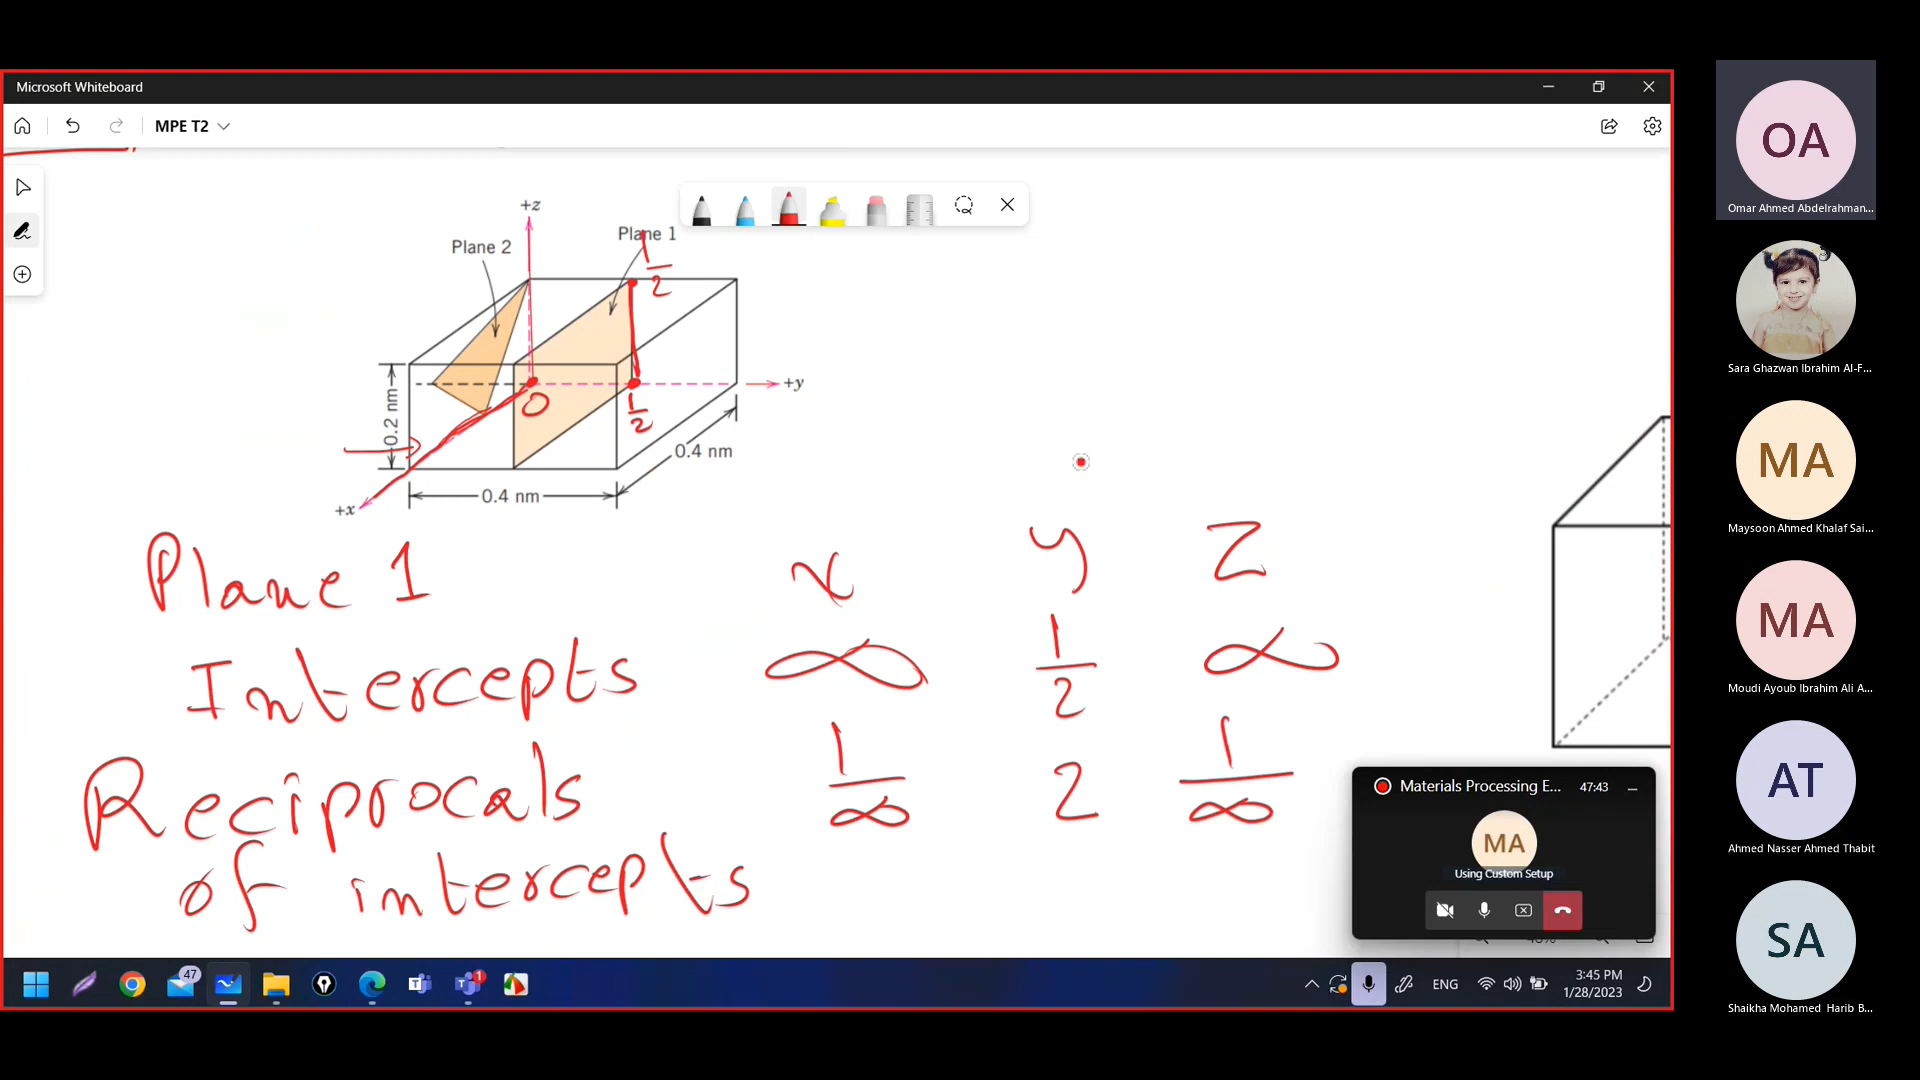 Microsoft Whiteboard
MPE T2
+z
Plane 2
Plane 1
1/2
0
1/2
+y
0.2 nm
0.4 nm
0.4 nm
+x
Plane 1 x y z
Intercepts ∞ 1/2 ∞
Reciprocals 1/∞ 2 1/∞
of intercepts
Materials Processing E... 47:43
MA
Using Custom Setup
47
1
ENG
3:45 PM
1/28/2023
OA
Omar Ahmed Abdelrahman...
Sara Ghazwan Ibrahim Al-F...
MA
Maysoon Ahmed Khalaf Sai...
MA
Moudi Ayoub Ibrahim Ali A...
AT
Ahmed Nasser Ahmed Thabit
SA
Shaikha Mohamed Harib B...